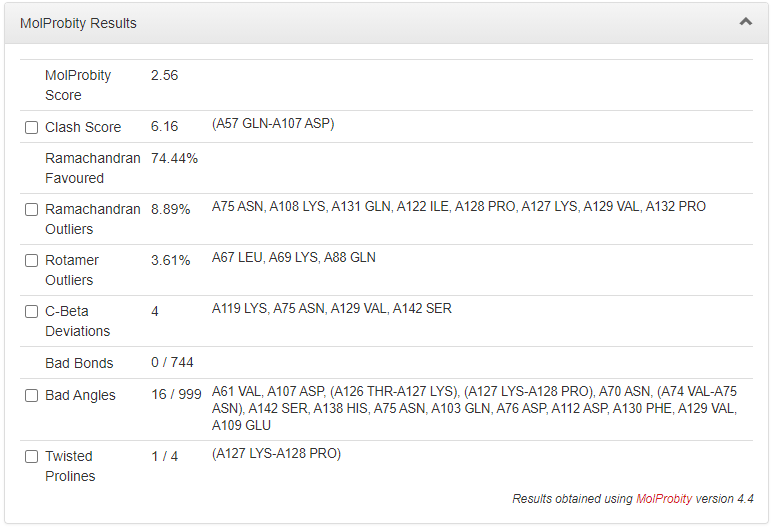 MolProbity Results
MolProbity 2.56
Score
Clash Score 6.16 (A57 GLN-A107 ASP)
Ramachandran 74.44%
Favoured
Ramachandran 8.89% A75 ASN, A108 LYS, A131 GLN, A122 ILE, A128 PRO, A127 LYS, A129 VAL, A132 PRO
Outliers
Rotamer 3.61% A67 LEU, A69 LYS, A88 GLN
Outliers
C-Beta 4 A119 LYS, A75 ASN, A129 VAL, A142 SER
Deviations
Bad Bonds 0 / 744
Bad Angles 16 / 999 A61 VAL, A107 ASP, (A126 THR-A127 LYS), (A127 LYS-A128 PRO), A70 ASN, (A74 VAL-A75
ASN), A142 SER, A138 HIS, A75 ASN, A103 GLN, A76 ASP, A112 ASP, A130 PHE, A129 VAL,
A109 GLU
Twisted 1 / 4 (A127 LYS-A128 PRO)
Prolines
Results obtained using MolProbity version 4.4